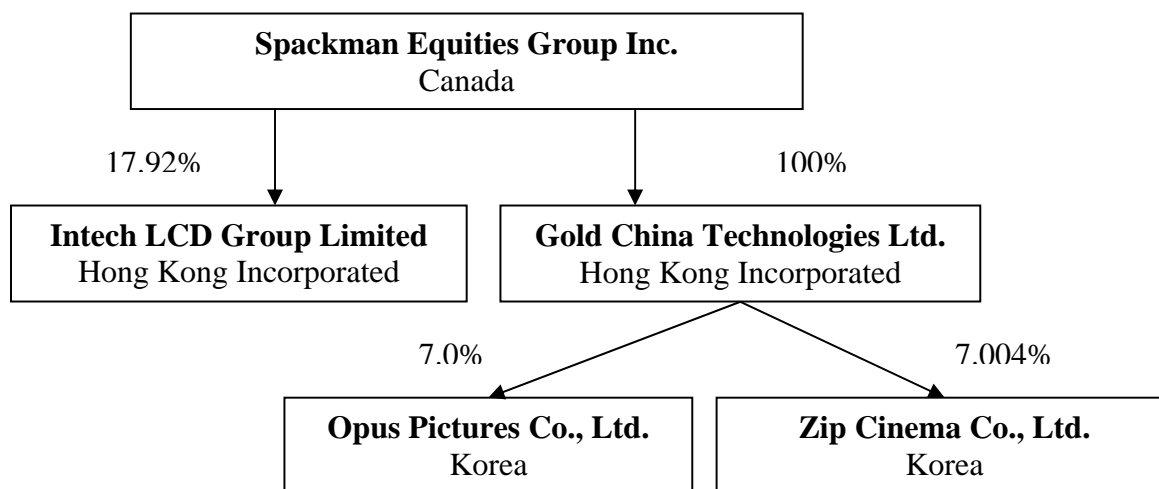 Spackman Equities Group Inc.
Canada
17.92%
100%
Intech LCD Group Limited
Hong Kong Incorporated
Gold China Technologies Ltd.
Hong Kong Incorporated
7.0%
7.004%
Opus Pictures Co., Ltd.
Korea
Zip Cinema Co., Ltd.
Korea